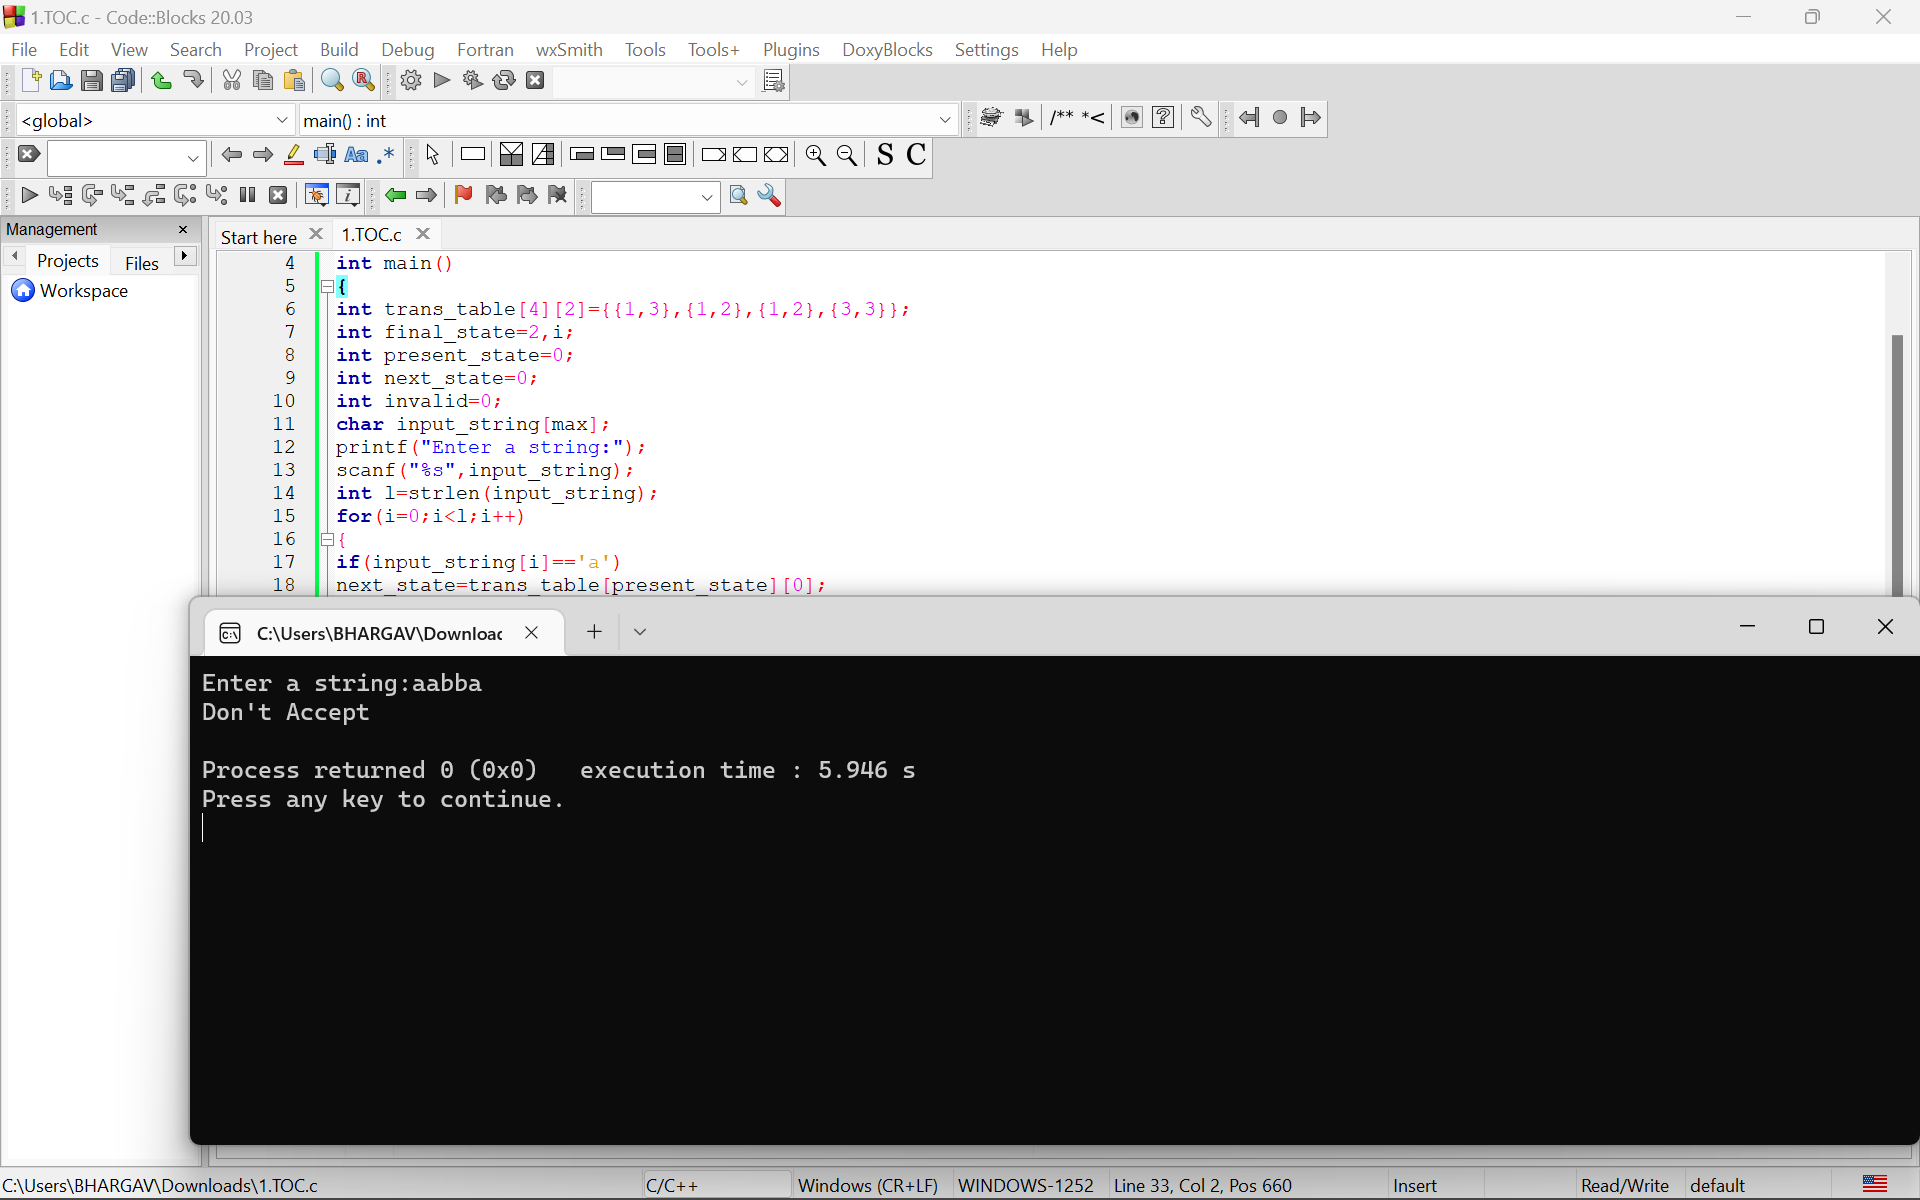 1.TOC.c - Code::Blocks 20.03
File Edit View Search Project Build Debug Fortran wxSmith Tools Tools+ Plugins DoxyBlocks Settings Help
<global> main() : int /** *<
Aa .* S C
Management
Projects Files
Workspace
Start here 1.TOC.c
4 int main()
5 {
6 int trans_table[4][2]={{1,3},{1,2},{1,2},{3,3}};
7 int final_state=2,i;
8 int present_state=0;
9 int next_state=0;
10 int invalid=0;
11 char input_string[max];
12 printf("Enter a string:");
13 scanf("%s",input_string);
14 int l=strlen(input_string);
15 for(i=0;i<l;i++)
16 {
17 if(input_string[i]=='a')
18 next_state=trans_table[present_state][0];
C:\Users\BHARGAV\Downloac
Enter a string:aabba
Don't Accept
Process returned 0 (0x0)   execution time : 5.946 s
Press any key to continue.
C:\Users\BHARGAV\Downloads\1.TOC.c C/C++ Windows (CR+LF) WINDOWS-1252 Line 33, Col 2, Pos 660 Insert Read/Write default